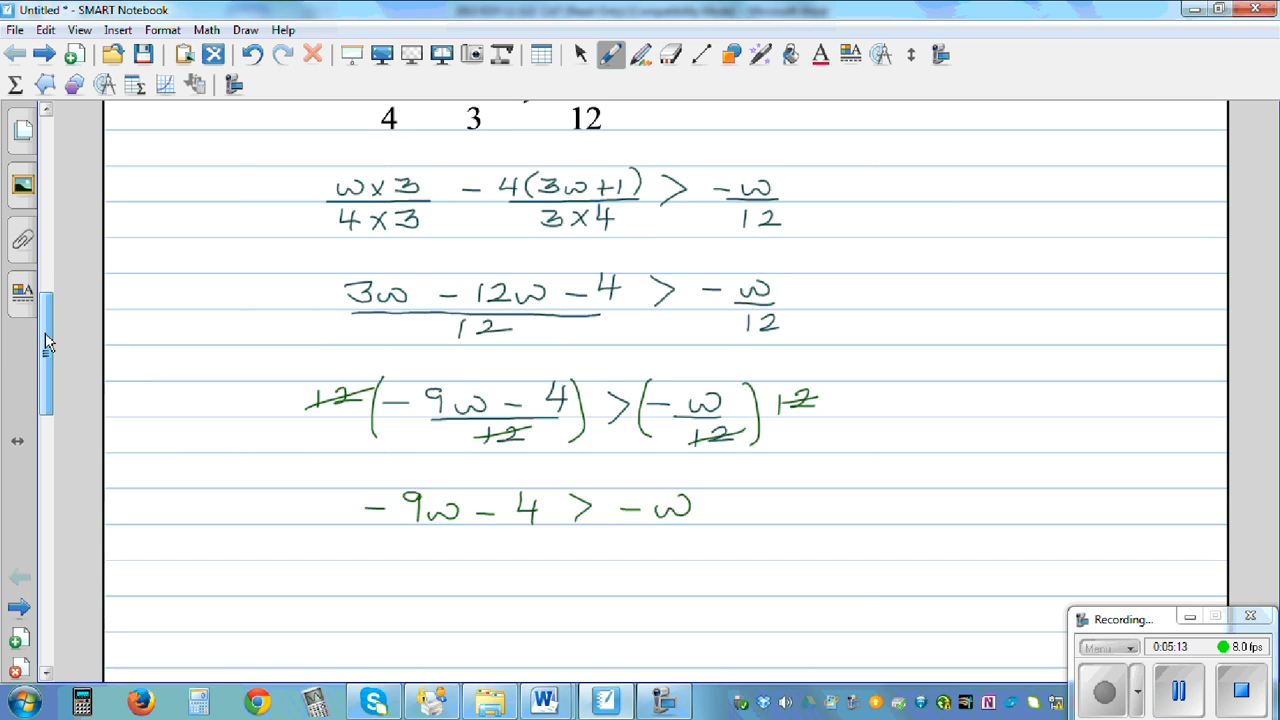 Untitled * - SMART Notebook
File Edit View Insert Format Math Draw Help
4 3 12
w × 3 - 4(3w+1) > - w
4 × 3 3 × 4 12
3w - 12w - 4 > - w
12 12
12 ( - 9w - 4 ) > ( - w ) 12
12 12
- 9w - 4 > - w
Recording...
Menu 0:05:13 8.0 fps